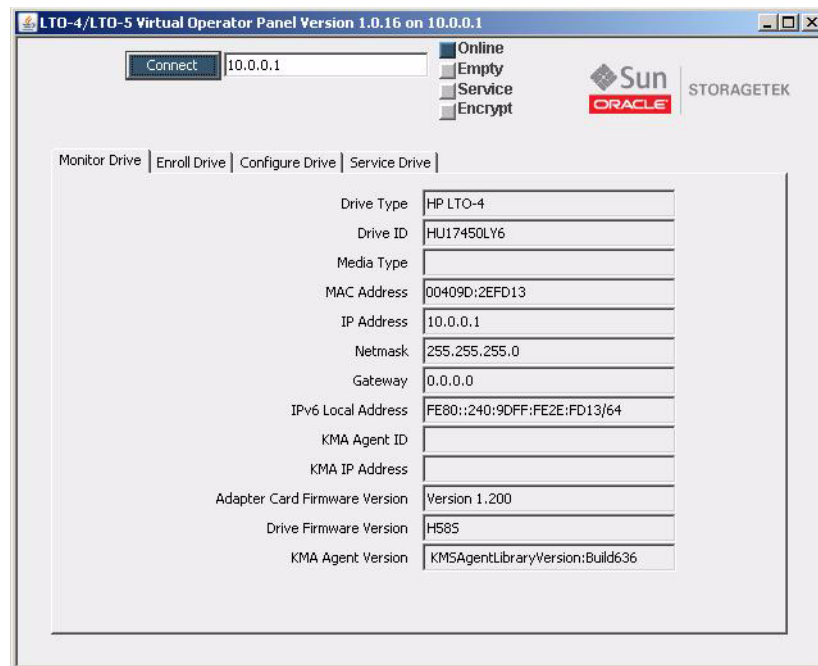 LTO-4/LTO-5 Virtual Operator Panel Version 1.0.16 on 10.0.0.1
Connect 10.0.0.1
Online
Empty
Service
Encrypt
Sun
ORACLE
STORAGETEK
Monitor Drive Enroll Drive Configure Drive Service Drive
Drive Type HP LTO-4
Drive ID HU17450LY6
Media Type
MAC Address 00409D:2EFD13
IP Address 10.0.0.1
Netmask 255.255.255.0
Gateway 0.0.0.0
IPv6 Local Address FE80::240:9DFF:FE2E:FD13/64
KMA Agent ID
KMA IP Address
Adapter Card Firmware Version Version 1.200
Drive Firmware Version H58S
KMA Agent Version KMSAgentLibraryVersion:Build636